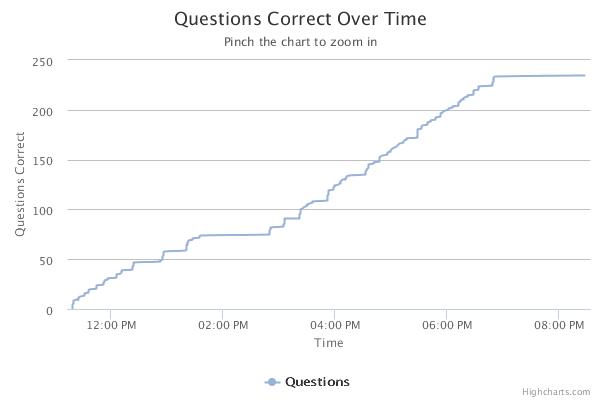 Questions Correct Over Time
Pinch the chart to zoom in
Questions Correct
250
200
150
100
50
0
12:00 PM 02:00 PM 04:00 PM 06:00 PM 08:00 PM
Time
Questions
Highcharts.com